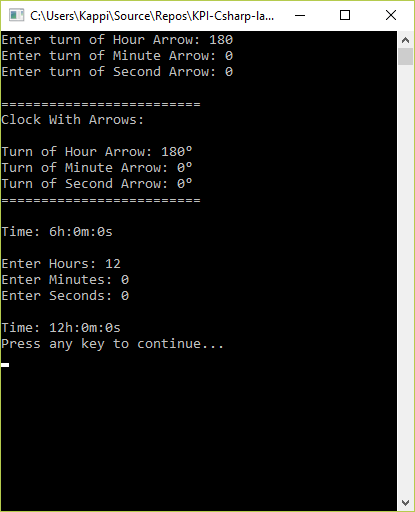 C:\Users\Kappi\Source\Repos\KPI-Csharp-la...
Enter turn of Hour Arrow: 180
Enter turn of Minute Arrow: 0
Enter turn of Second Arrow: 0
=========================
Clock With Arrows:
Turn of Hour Arrow: 180º
Turn of Minute Arrow: 0º
Turn of Second Arrow: 0º
=========================
Time: 6h:0m:0s
Enter Hours: 12
Enter Minutes: 0
Enter Seconds: 0
Time: 12h:0m:0s
Press any key to continue...